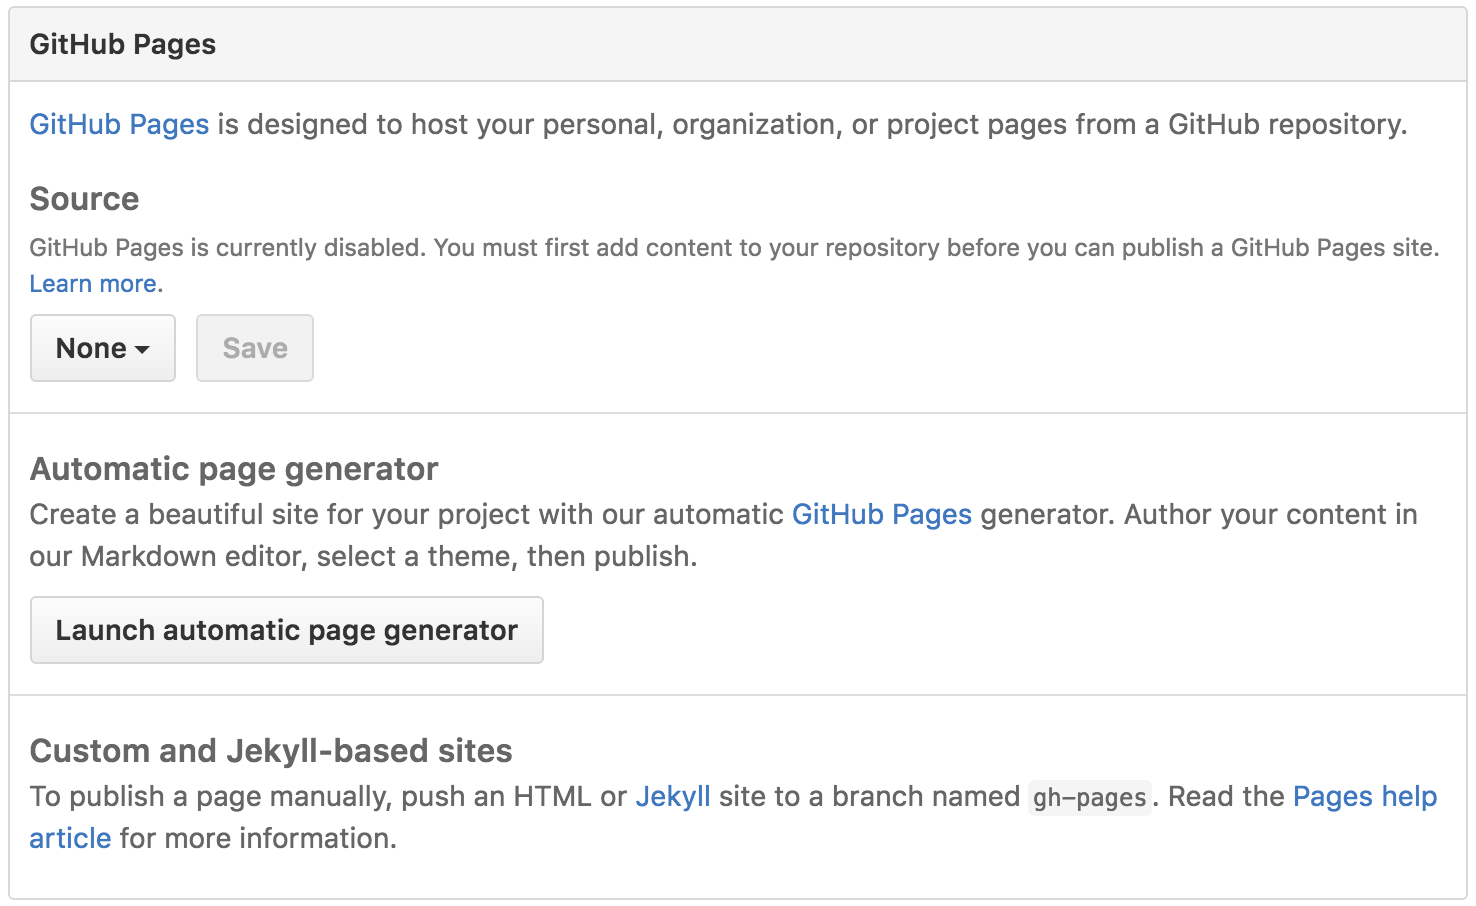 GitHub Pages
GitHub Pages is designed to host your personal, organization, or project pages from a GitHub repository.
Source
GitHub Pages is currently disabled. You must first add content to your repository before you can publish a GitHub Pages site.
Learn more.
None Save
Automatic page generator
Create a beautiful site for your project with our automatic GitHub Pages generator. Author your content in
our Markdown editor, select a theme, then publish.
Launch automatic page generator
Custom and Jekyll-based sites
To publish a page manually, push an HTML or Jekyll site to a branch named gh-pages. Read the Pages help
article for more information.